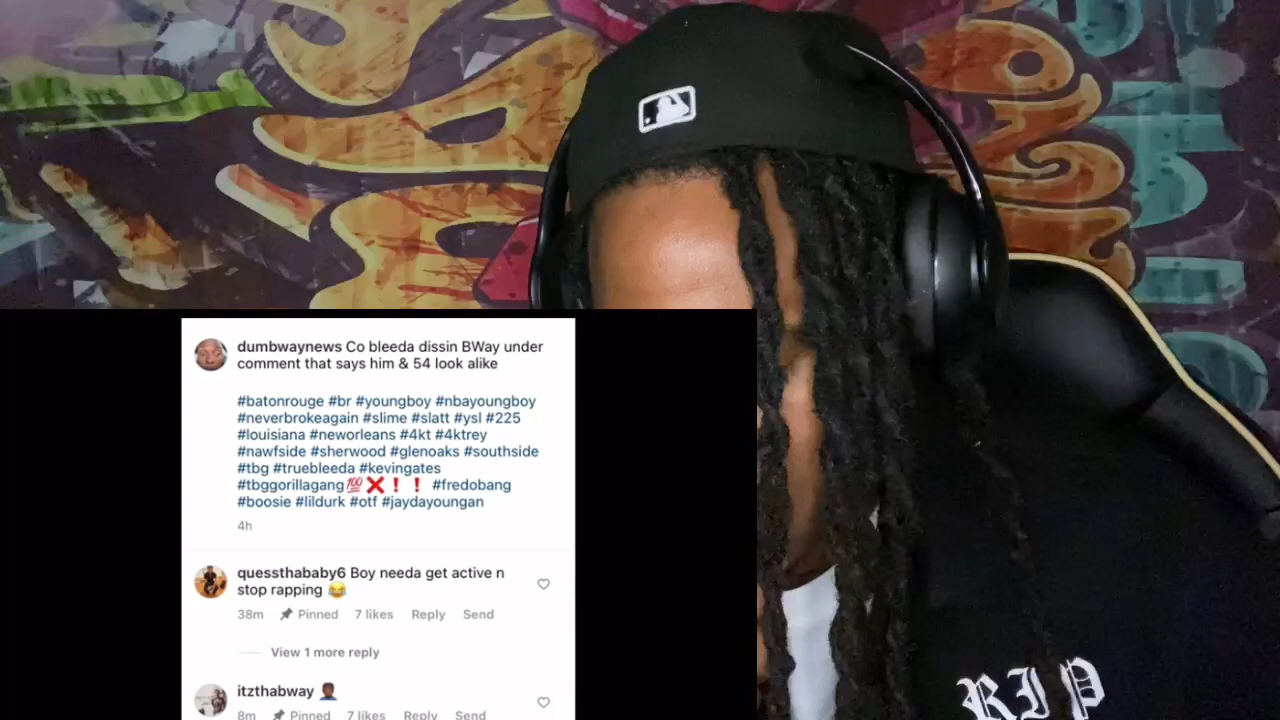 dumbwaynews Co bleeda dissin BWay under
comment that says him & 54 look alike
#batonrouge #br #youngboy #nbayoungboy
#neverbrokeagain #slime #slatt #ysl #225
#louisiana #neworleans #4kt #4ktrey
#nawfside #sherwood #glenoaks #southside
#tbg #truebleeda #kevingates
#tbggorillagang💯❌❗❗ #fredobang
#boosie #lildurk #otf #jaydayoungan
4h
quessthababy6 Boy needa get active n
stop rapping 😂
38m Pinned 7 likes Reply Send
View 1 more reply
itzthabway 🤦🏾‍♂️
8m Pinned 7 likes Reply Send
RIP